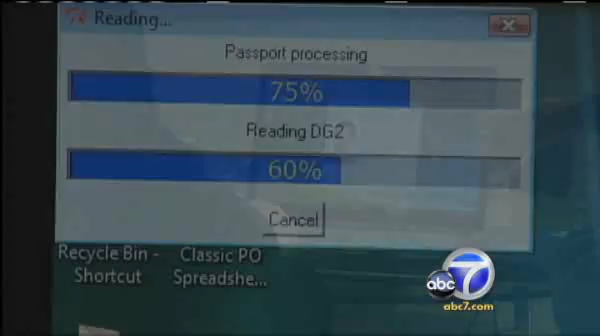 Reading...
Passport processing
75%
Reading DG2
60%
Cancel
Recycle Bin -
Shortcut
Classic PO
Spreadshe...
abc 7
abc7.com